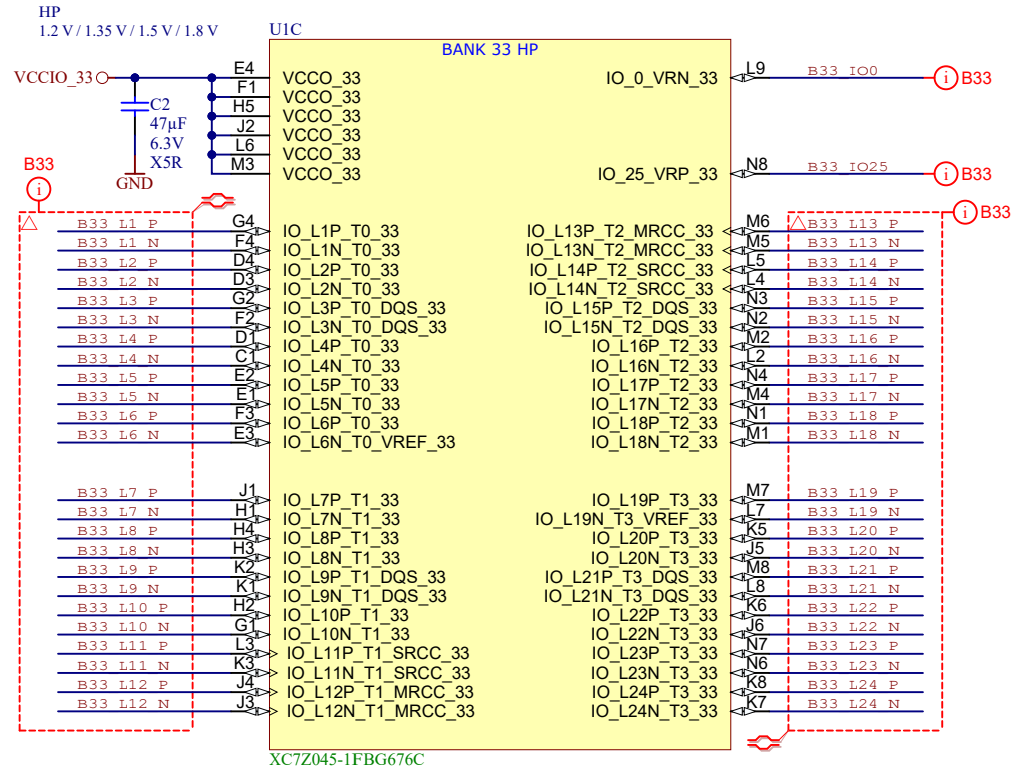 HP
1.2 V / 1.35 V / 1.5 V / 1.8 V
U1C
BANK 33 HP
VCCIO_33
E4 VCCO_33
F1 VCCO_33
H5 VCCO_33
J2 VCCO_33
L6 VCCO_33
M3 VCCO_33
C2
47µF
6.3V
X5R
GND
IO_0_VRN_33 L9 B33_IO0 i B33
IO_25_VRP_33 N8 B33_IO25 i B33
B33
i
i B33
B33_L1_P G4 IO_L1P_T0_33
B33_L1_N F4 IO_L1N_T0_33
B33_L2_P D4 IO_L2P_T0_33
B33_L2_N D3 IO_L2N_T0_33
B33_L3_P G2 IO_L3P_T0_DQS_33
B33_L3_N F2 IO_L3N_T0_DQS_33
B33_L4_P D1 IO_L4P_T0_33
B33_L4_N C1 IO_L4N_T0_33
B33_L5_P E2 IO_L5P_T0_33
B33_L5_N E1 IO_L5N_T0_33
B33_L6_P F3 IO_L6P_T0_33
B33_L6_N E3 IO_L6N_T0_VREF_33
B33_L7_P J1 IO_L7P_T1_33
B33_L7_N H1 IO_L7N_T1_33
B33_L8_P H4 IO_L8P_T1_33
B33_L8_N H3 IO_L8N_T1_33
B33_L9_P K2 IO_L9P_T1_DQS_33
B33_L9_N K1 IO_L9N_T1_DQS_33
B33_L10_P H2 IO_L10P_T1_33
B33_L10_N G1 IO_L10N_T1_33
B33_L11_P L3 IO_L11P_T1_SRCC_33
B33_L11_N K3 IO_L11N_T1_SRCC_33
B33_L12_P J4 IO_L12P_T1_MRCC_33
B33_L12_N J3 IO_L12N_T1_MRCC_33
IO_L13P_T2_MRCC_33 M6 B33_L13_P
IO_L13N_T2_MRCC_33 M5 B33_L13_N
IO_L14P_T2_SRCC_33 L5 B33_L14_P
IO_L14N_T2_SRCC_33 L4 B33_L14_N
IO_L15P_T2_DQS_33 N3 B33_L15_P
IO_L15N_T2_DQS_33 N2 B33_L15_N
IO_L16P_T2_33 M2 B33_L16_P
IO_L16N_T2_33 L2 B33_L16_N
IO_L17P_T2_33 N4 B33_L17_P
IO_L17N_T2_33 M4 B33_L17_N
IO_L18P_T2_33 N1 B33_L18_P
IO_L18N_T2_33 M1 B33_L18_N
IO_L19P_T3_33 M7 B33_L19_P
IO_L19N_T3_VREF_33 L7 B33_L19_N
IO_L20P_T3_33 K5 B33_L20_P
IO_L20N_T3_33 J5 B33_L20_N
IO_L21P_T3_DQS_33 M8 B33_L21_P
IO_L21N_T3_DQS_33 L8 B33_L21_N
IO_L22P_T3_33 K6 B33_L22_P
IO_L22N_T3_33 J6 B33_L22_N
IO_L23P_T3_33 N7 B33_L23_P
IO_L23N_T3_33 N6 B33_L23_N
IO_L24P_T3_33 K8 B33_L24_P
IO_L24N_T3_33 K7 B33_L24_N
XC7Z045-1FBG676C